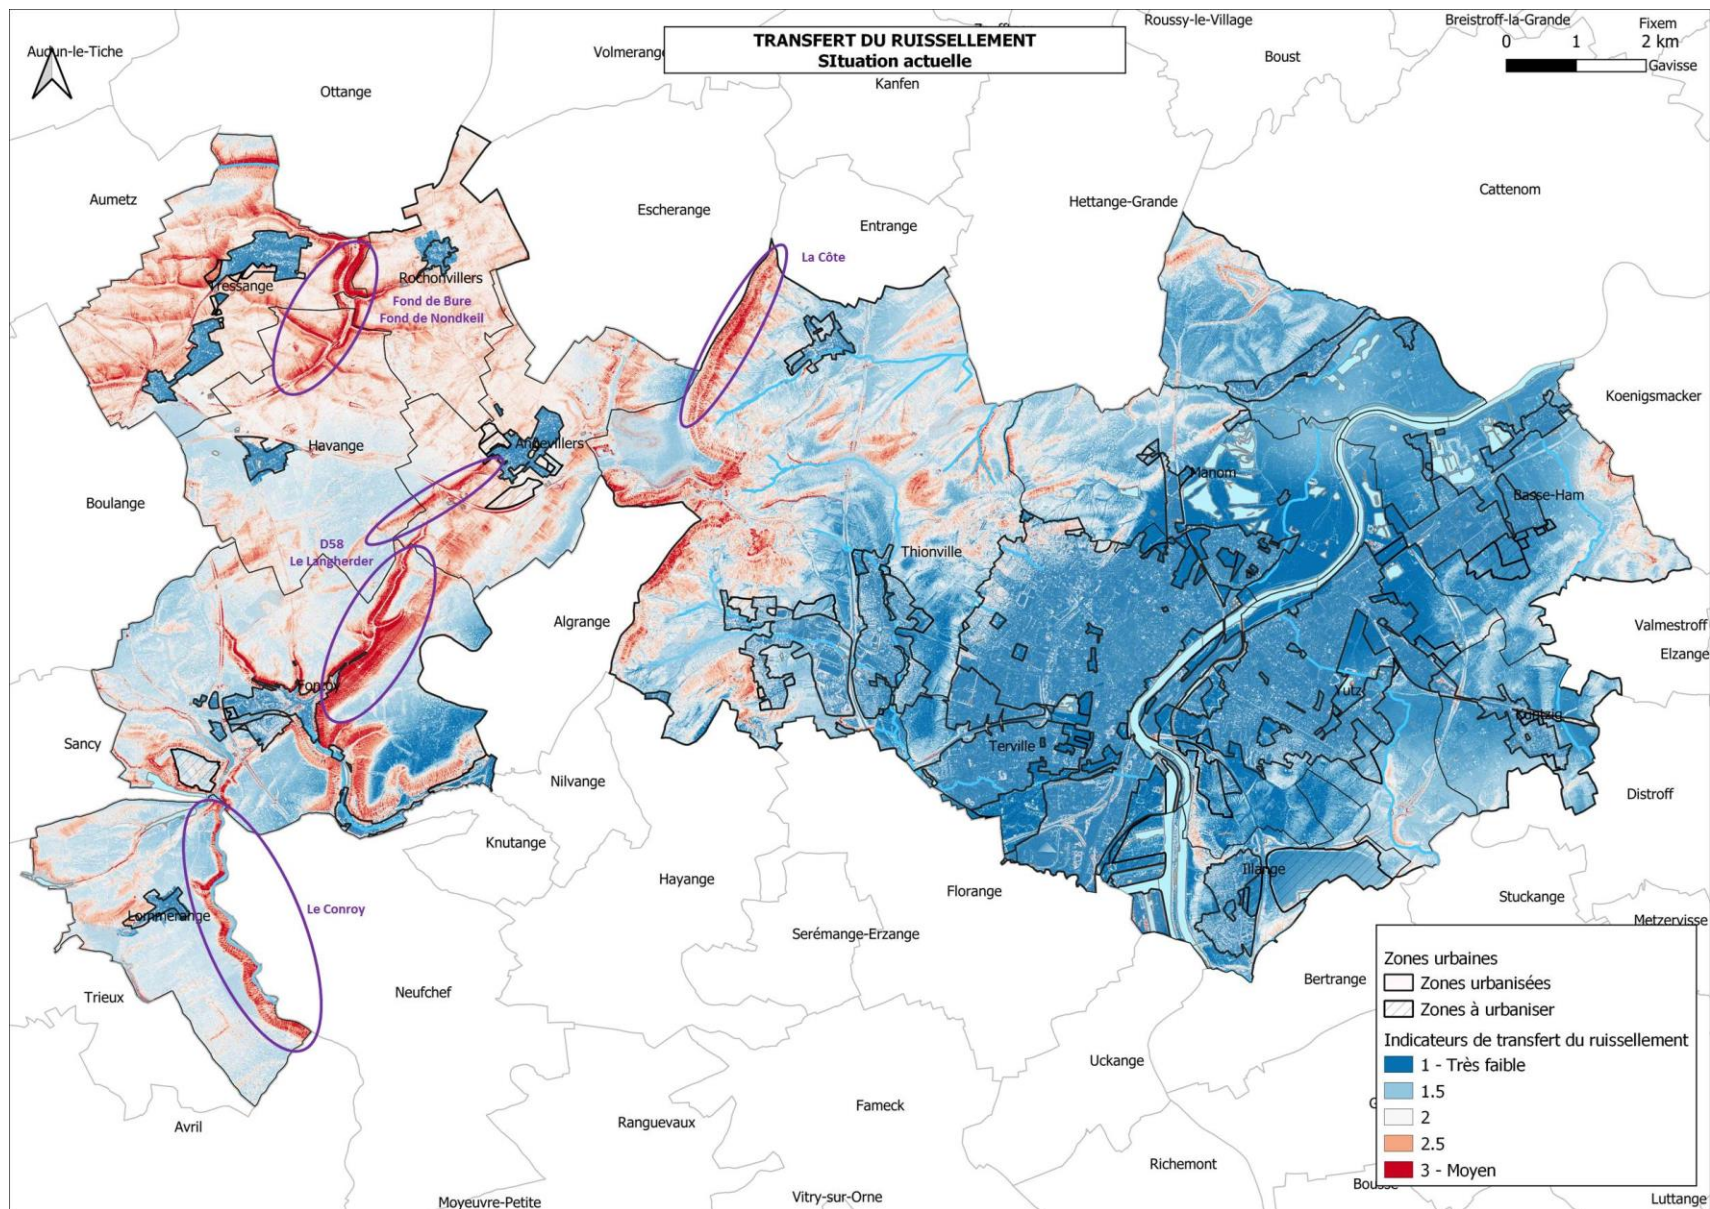 Roussy-le-Village
Breistroff-la-Grande
Fixem
TRANSFERT DU RUISSELLEMENT
SItuation actuelle
0 1 2 km
Audun-le-Tiche
Volmerange
Boust
Gavisse
Ottange
Kanfen
Aumetz
Escherange
Entrange
Hettange-Grande
Cattenom
La Côte
Tressange
Rochonvillers
Fond de Bure
Fond de Nondkeil
Koenigsmacker
Havange
Angevillers
Boulange
Manom
Basse-Ham
D58
Le Langherder
Thionville
Algrange
Valmestroff
Elzange
Fontoy
Yutz
Kuntzig
Sancy
Terville
Nilvange
Distroff
Knutange
Hayange
Florange
Illange
Stuckange
Lommerange
Le Conroy
Metzervisse
Serémange-Erzange
Trieux
Neufchef
Bertrange
Uckange
Avril
Ranguevaux
Fameck
Richemont
Moyeuvre-Petite
Vitry-sur-Orne
Luttange
Zones urbaines
Zones urbanisées
Zones à urbaniser
Indicateurs de transfert du ruissellement
1 - Très faible
1.5
2
2.5
3 - Moyen